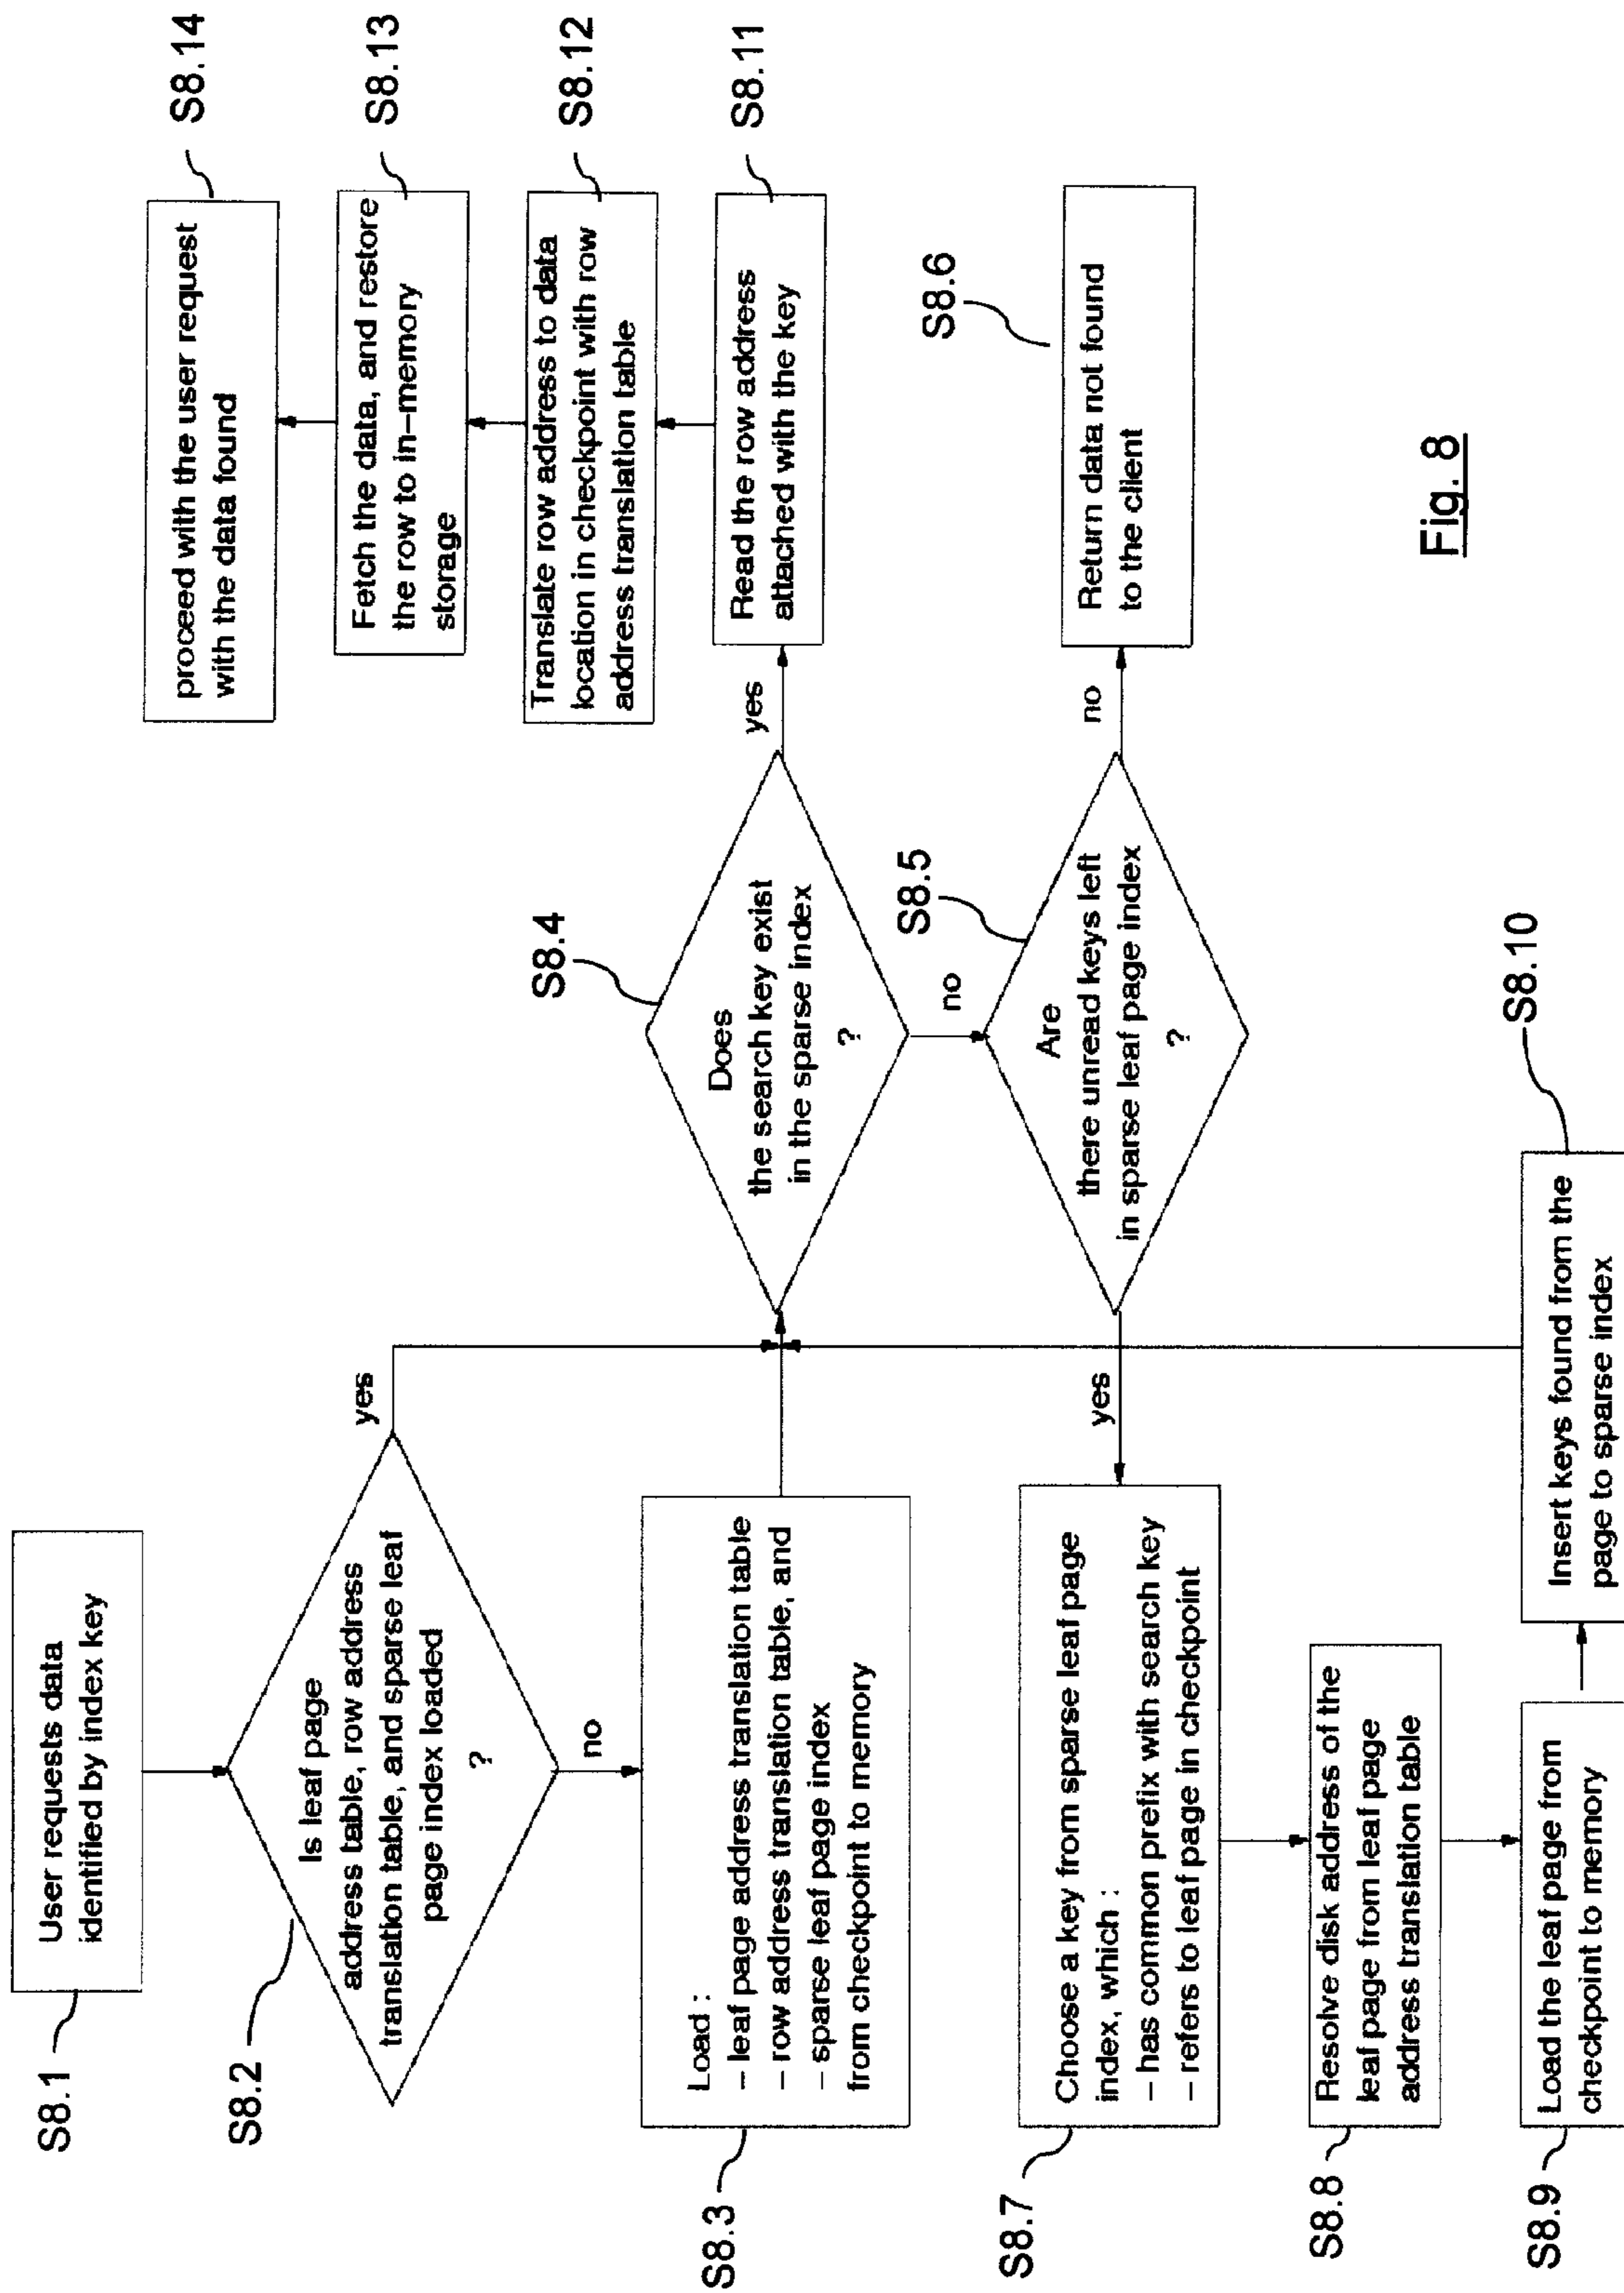 S8.1
User requests data
identified by index key
S8.2
Is leaf page
address table, row address
translation table, and sparse leaf
page index loaded
?
yes
no
S8.3
Load :
– leaf page address translation table
– row address translation table, and
– sparse leaf page index
from checkpoint to memory
S8.4
Does
the search key exist
in the sparse index
?
yes
no
S8.5
Are
there unread keys left
in sparse leaf page index
?
no
yes
S8.6
Return data not found
to the client
S8.7
Choose a key from sparse leaf page
index, which :
– has common prefix with search key
– refers to leaf page in checkpoint
S8.8
Resolve disk address of the
leaf page from leaf page
address translation table
S8.9
Load the leaf page from
checkpoint to memory
S8.10
Insert keys found from the
page to sparse index
S8.11
Read the row address
attached with the key
S8.12
Translate row address to data
location in checkpoint with row
address translation table
S8.13
Fetch the data, and restore
the row to in–memory
storage
S8.14
proceed with the user request
with the data found
Fig. 8